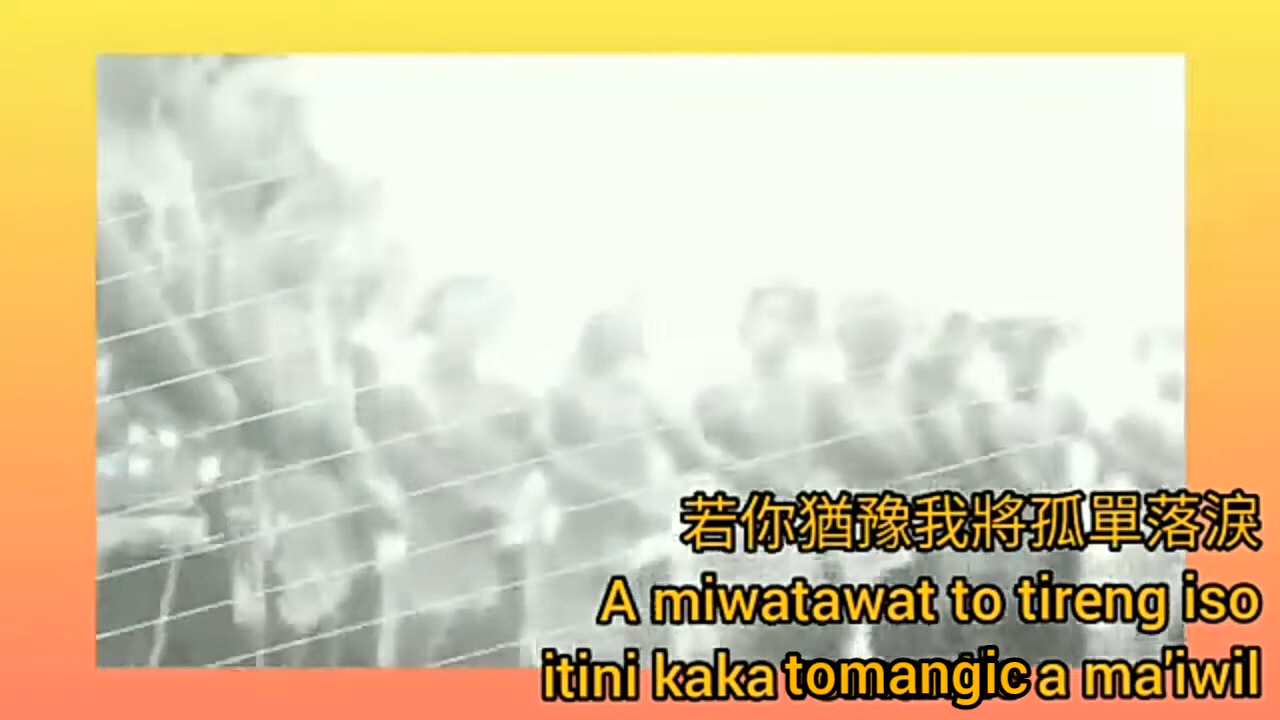 若你猶豫我將孤單落淚
A miwatawat to tireng iso
itini kaka tomangic a ma'iwil